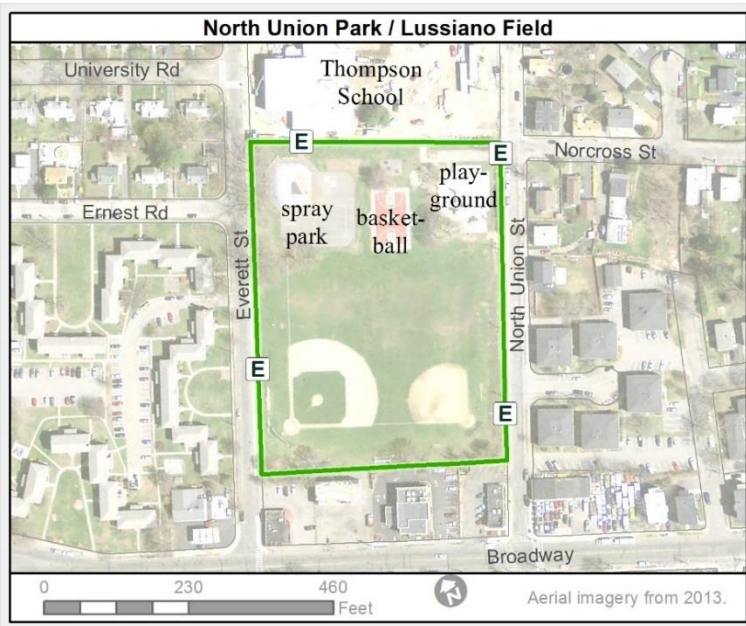 North Union Park / Lussiano Field
University Rd
Thompson
School
E
E
Norcross St
play-
ground
Ernest Rd
spray
park
basket-
ball
Everett St
North Union St
E
E
Broadway
0 230 460
Feet
Aerial imagery from 2013.
N